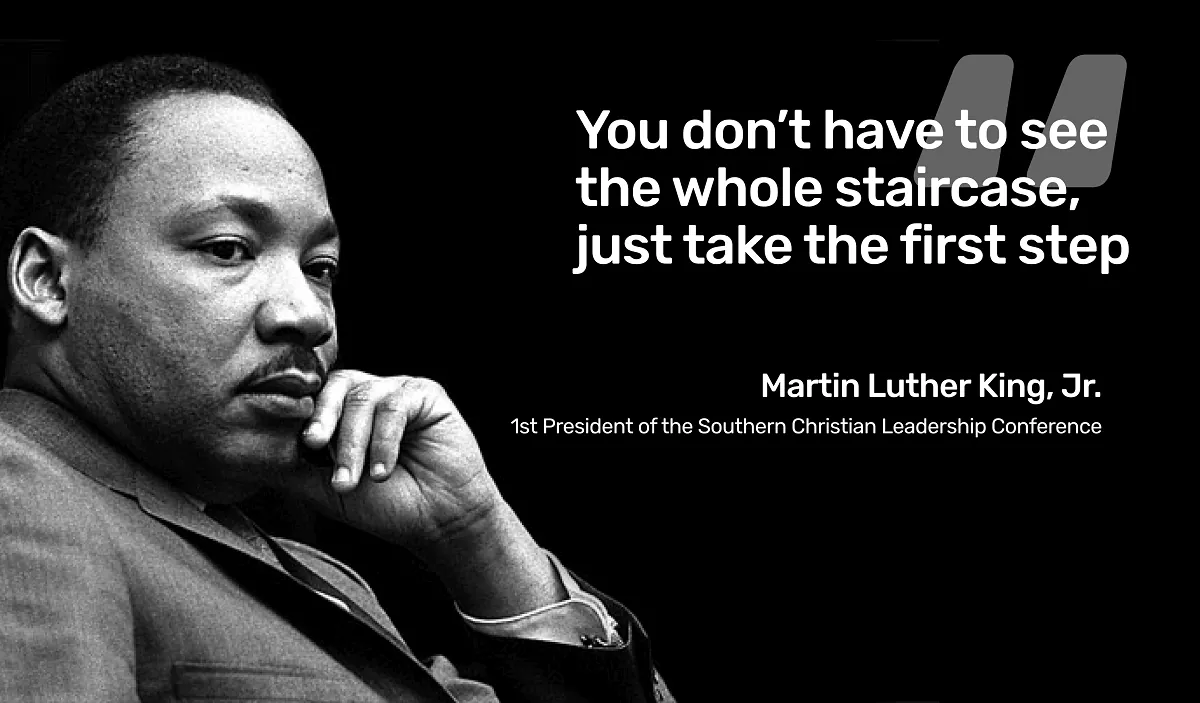 You don’t have to see
the whole staircase,
just take the first step
Martin Luther King, Jr.
1st President of the Southern Christian Leadership Conference